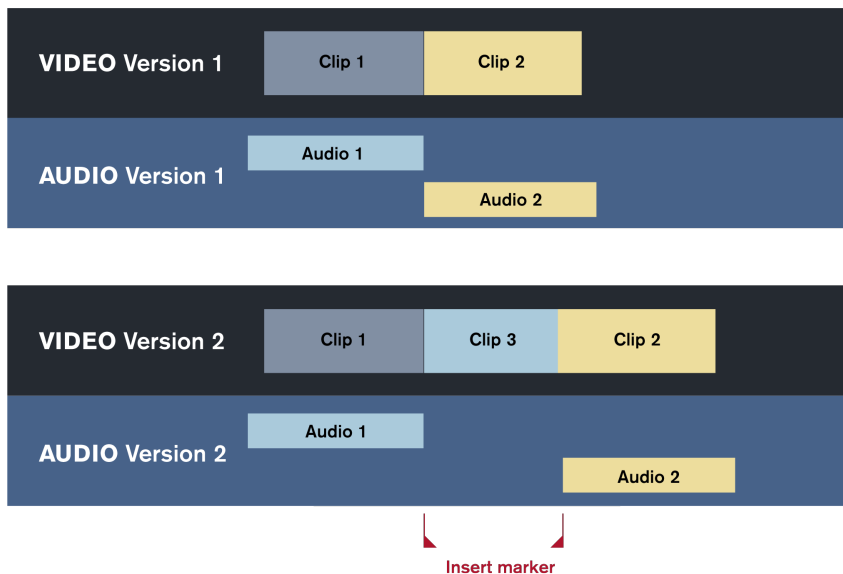 VIDEO Version 1
Clip 1
Clip 2
AUDIO Version 1
Audio 1
Audio 2
VIDEO Version 2
Clip 1
Clip 3
Clip 2
AUDIO Version 2
Audio 1
Audio 2
Insert marker